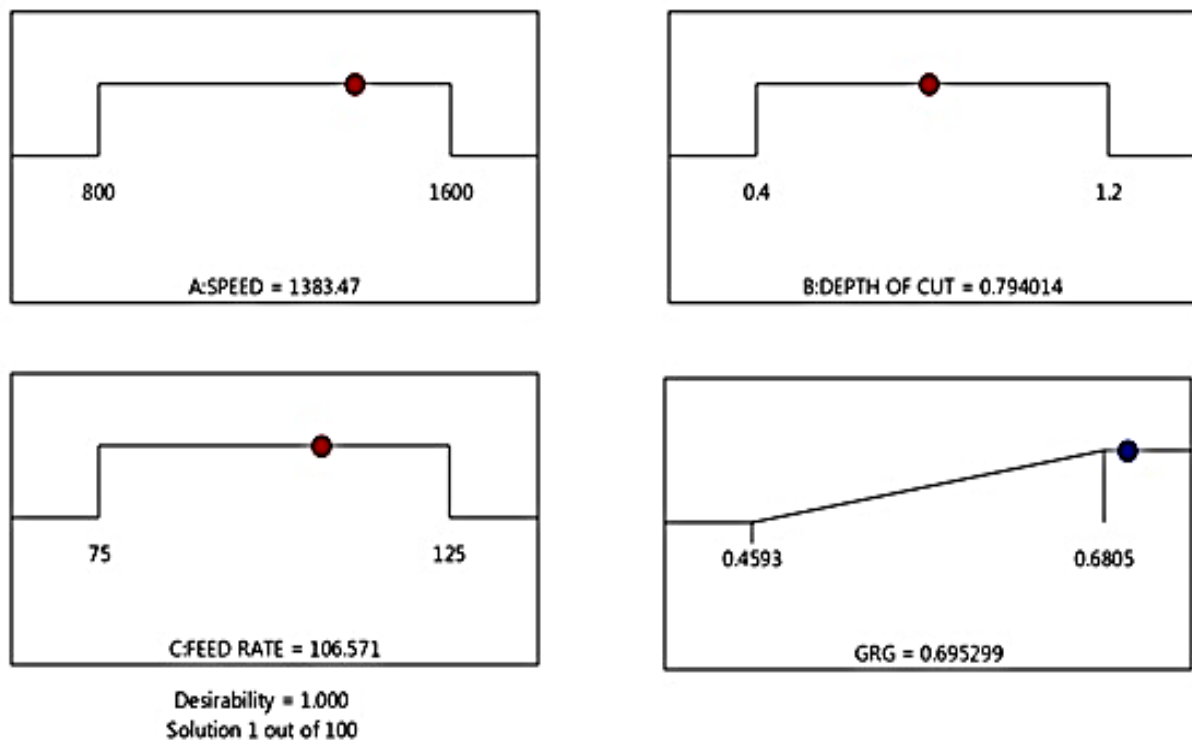 800
1600
A:SPEED = 1383.47
0.4
1.2
B:DEPTH OF CUT = 0.794014
75
125
C:FEED RATE = 106.571
0.4593
0.6805
GRG = 0.695299
Desirability = 1.000
Solution 1 out of 100